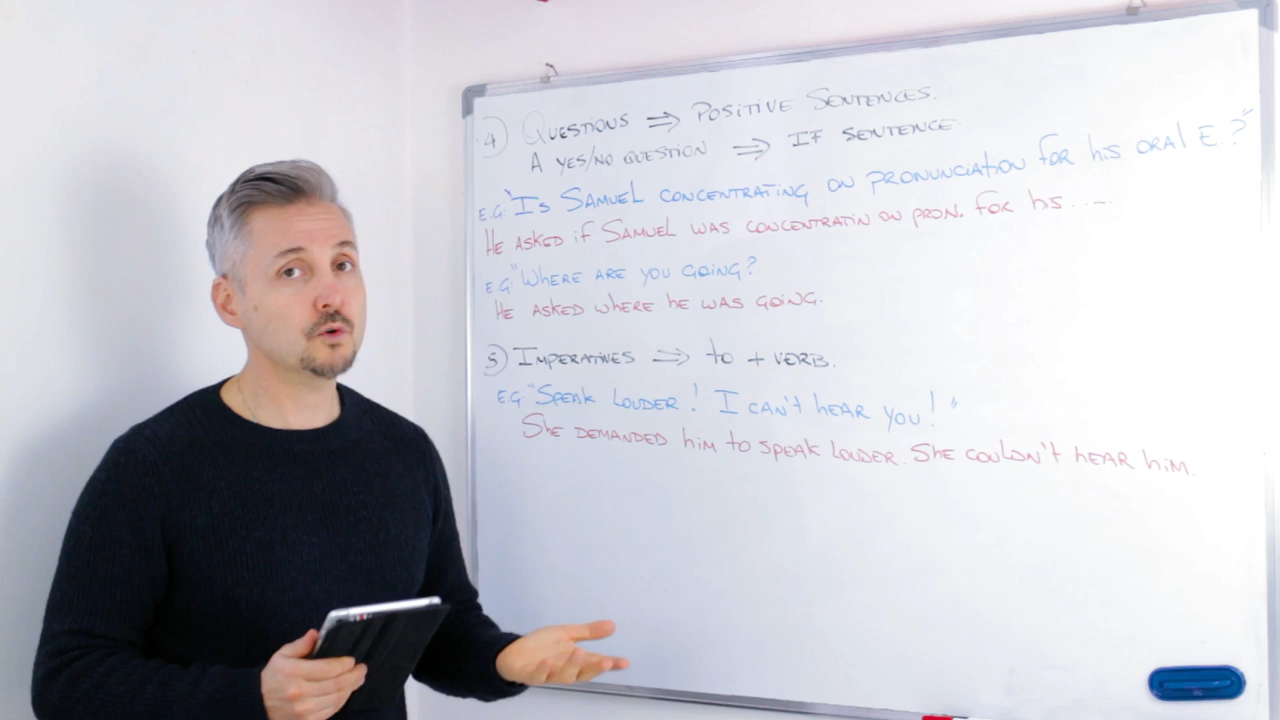 4) QUESTIONS ⇒ POSITIVE SENTENCES.
A YES/NO QUESTION ⇒ IF SENTENCE
E.G: "IS SAMUEL CONCENTRATING ON PRONUNCIATION FOR his ORAL E.?"
HE ASKED if SAMUEL WAS CONCENTRATIN ON PRON. FOR his .....
E.G: "WHERE ARE YOU GOING?
HE ASKED WHERE hE WAS GOING.
5) IMPERATIVES ⇒ to + VERB.
E.G: "SPEAK LOUDER! I CAN'T hEAR YOU!"
ShE DEMANDED him to SPEAK LOUDER. ShE COULDN'T hEAR him.